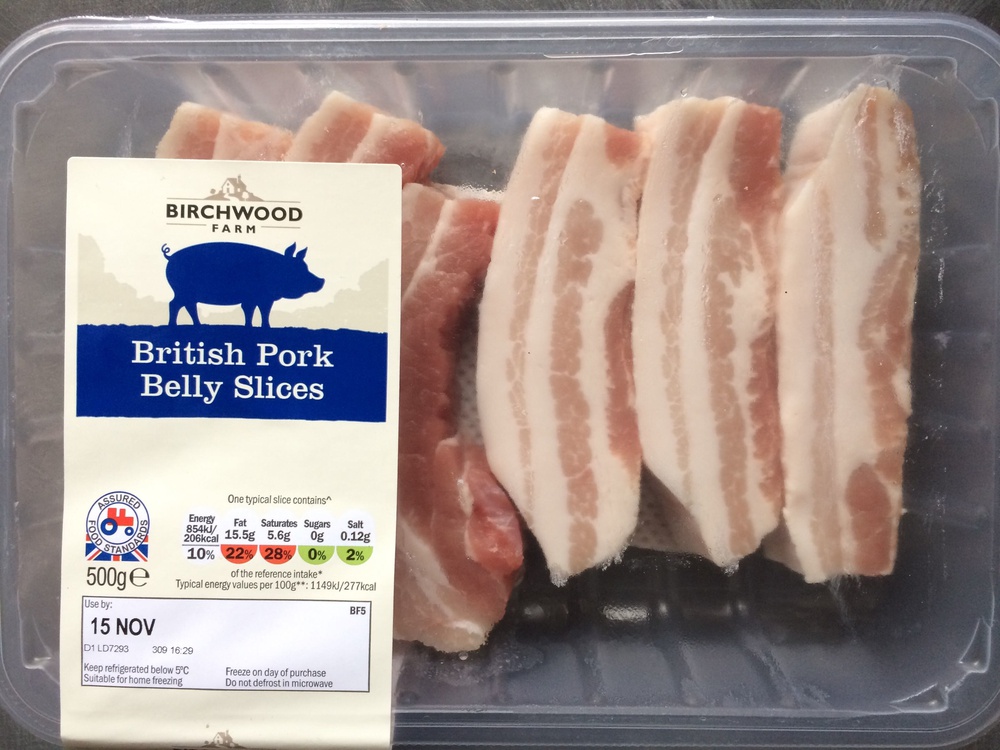 BIRCHWOOD
FARM
British Pork
Belly Slices
ASSURED
FOOD STANDARDS
500g℮
One typical slice contains^
Energy
854kJ/
206kcal
10%
Fat
15.5g
22%
Saturates
5.6g
28%
Sugars
0g
0%
Salt
0.12g
2%
of the reference intake*
Typical energy values per 100g**: 1149kJ/277kcal
Use by:
BF5
15 NOV
D1 LD7293 309 16:29
Keep refrigerated below 5ºC
Suitable for home freezing
Freeze on day of purchase
Do not defrost in microwave